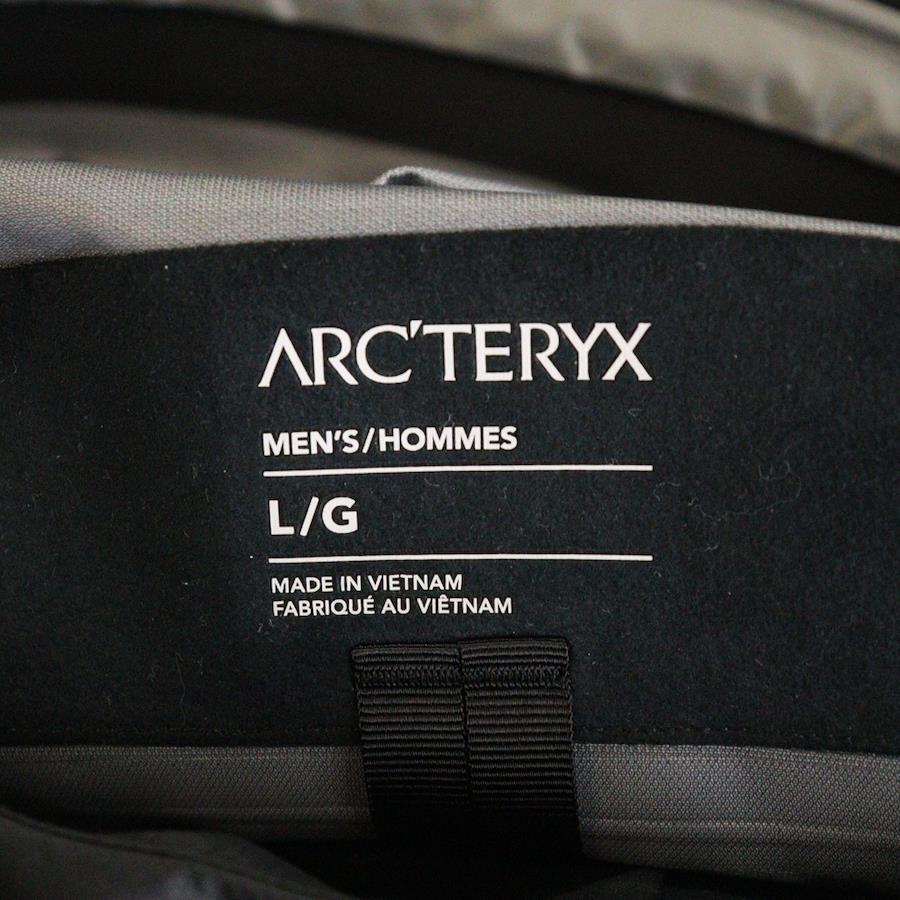 ARC'TERYX
MEN'S/HOMMES
L/G
MADE IN VIETNAM
FABRIQUÉ AU VIÊTNAM